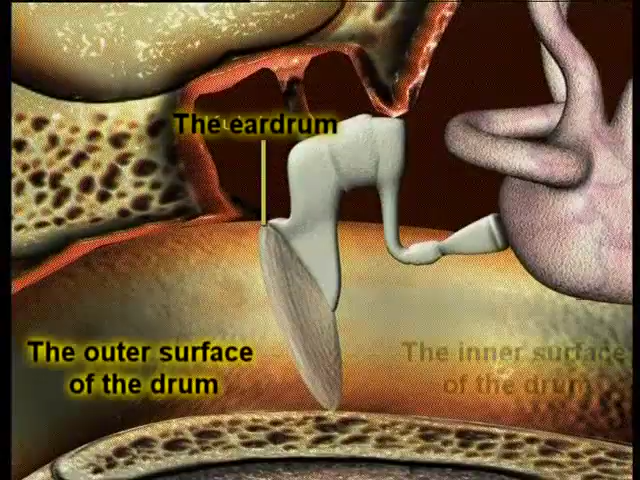 The eardrum
The outer surface
of the drum
The inner surface
of the drum